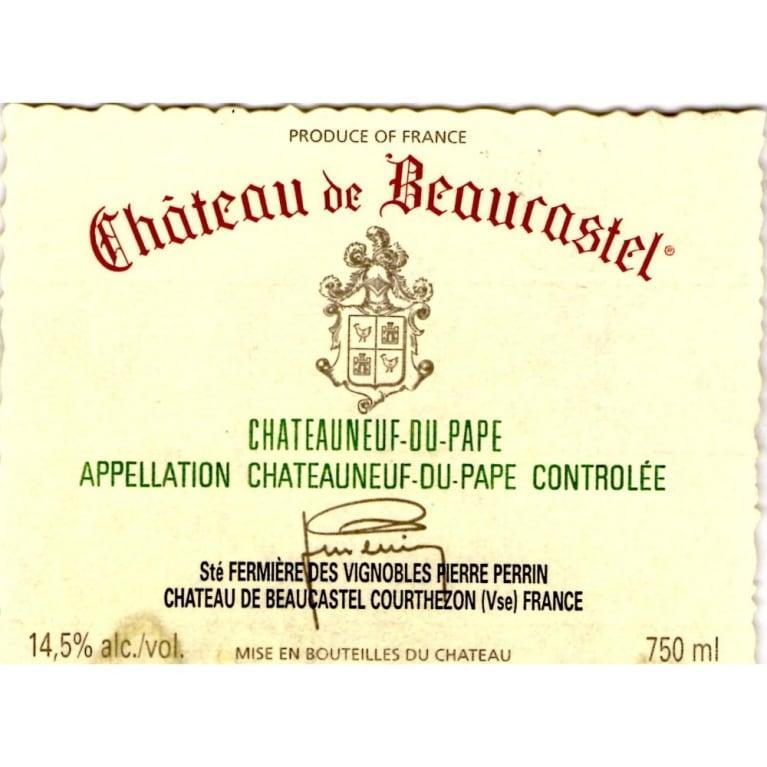 PRODUCE OF FRANCE
Château de Beaucastel®
CHATEAUNEUF-DU-PAPE
APPELLATION CHATEAUNEUF-DU-PAPE CONTROLÉE
Sté FERMIÈRE DES VIGNOBLES PIERRE PERRIN
CHATEAU DE BEAUCASTEL COURTHEZON (Vse) FRANCE
14,5% alc./vol. MISE EN BOUTEILLES DU CHATEAU 750 ml